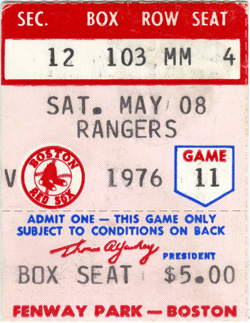 SEC. BOX ROW SEAT
12 103 MM 4
SAT. MAY 08
RANGERS
BOSTON
RED SOX
V 1976
GAME
11
ADMIT ONE — THIS GAME ONLY
SUBJECT TO CONDITIONS ON BACK
PRESIDENT
BOX SEAT $5.00
FENWAY PARK — BOSTON